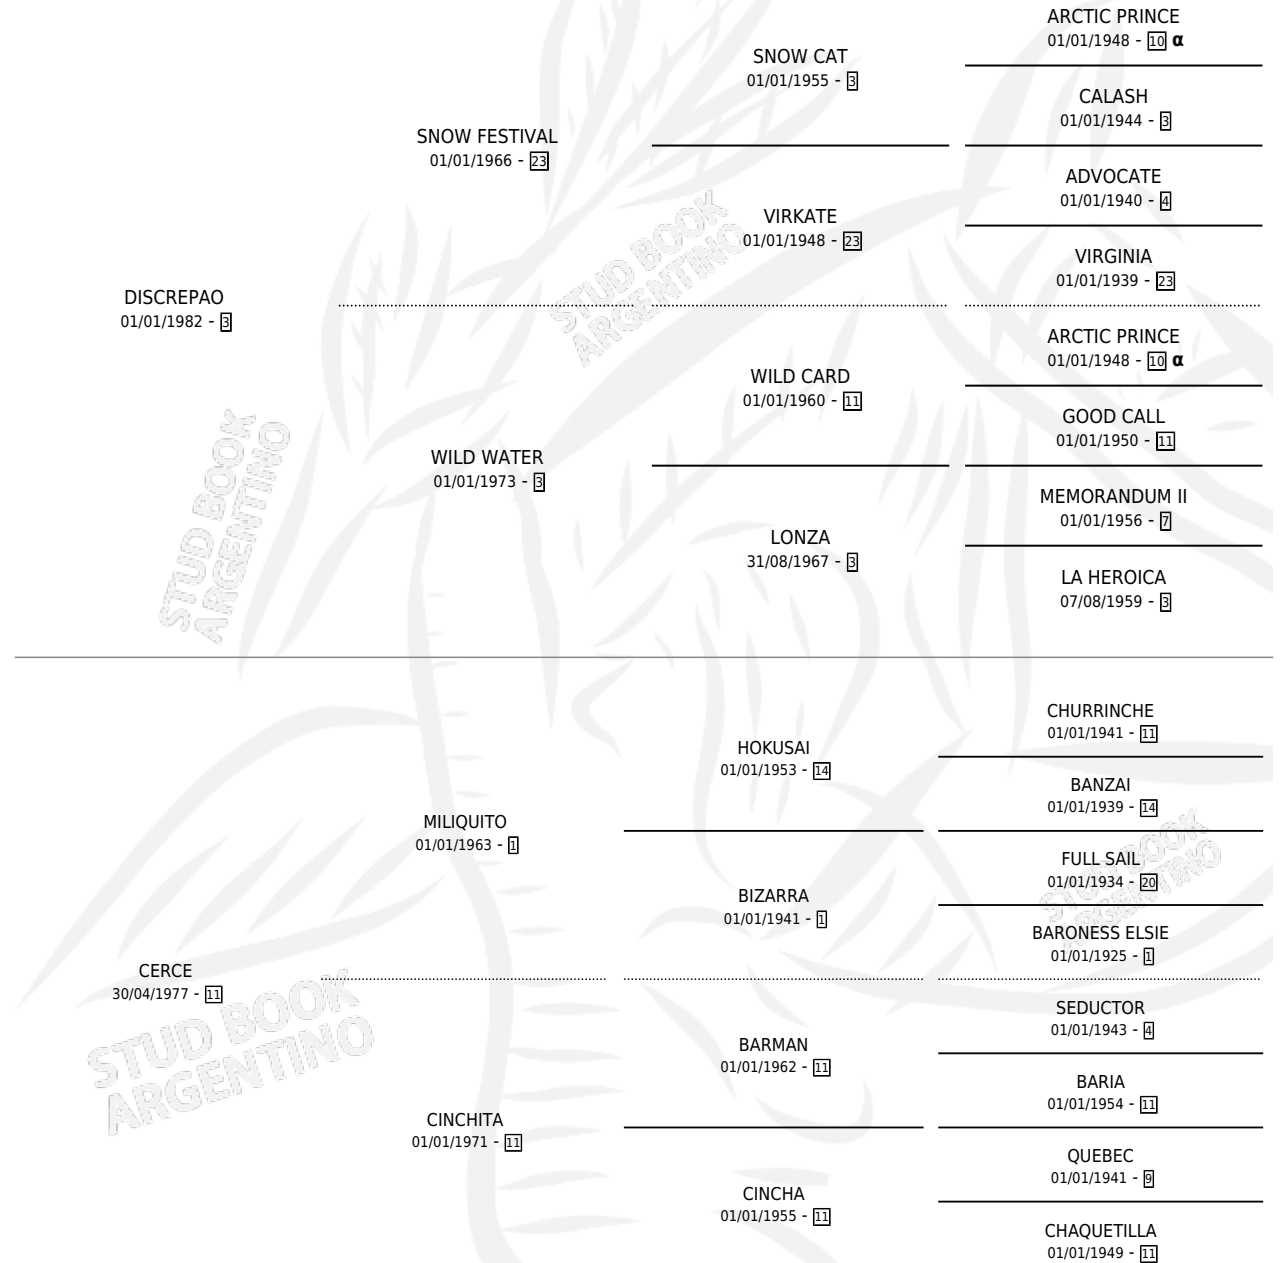 ARCTIC PRINCE
01/01/1948 - 10 α
SNOW CAT
01/01/1955 - 3
CALASH
01/01/1944 - 3
SNOW FESTIVAL
01/01/1966 - 23
ADVOCATE
01/01/1940 - 4
VIRKATE
01/01/1948 - 23
VIRGINIA
01/01/1939 - 23
DISCREPAO
01/01/1982 - 3
ARCTIC PRINCE
01/01/1948 - 10 α
WILD CARD
01/01/1960 - 11
GOOD CALL
01/01/1950 - 11
WILD WATER
01/01/1973 - 3
MEMORANDUM II
01/01/1956 - 7
LONZA
31/08/1967 - 3
LA HEROICA
07/08/1959 - 3
CHURRINCHE
01/01/1941 - 11
HOKUSAI
01/01/1953 - 14
BANZAI
01/01/1939 - 14
MILIQUITO
01/01/1963 - 1
FULL SAIL
01/01/1934 - 20
BIZARRA
01/01/1941 - 1
BARONESS ELSIE
01/01/1925 - 1
CERCE
30/04/1977 - 11
SEDUCTOR
01/01/1943 - 4
BARMAN
01/01/1962 - 11
BARIA
01/01/1954 - 11
CINCHITA
01/01/1971 - 11
QUEBEC
01/01/1941 - 9
CINCHA
01/01/1955 - 11
CHAQUETILLA
01/01/1949 - 11
STUD BOOK
ARGENTINO
STUD BOOK
ARGENTINO
STUD BOOK
ARGENTINO
STUD BOOK
ARGENTINO